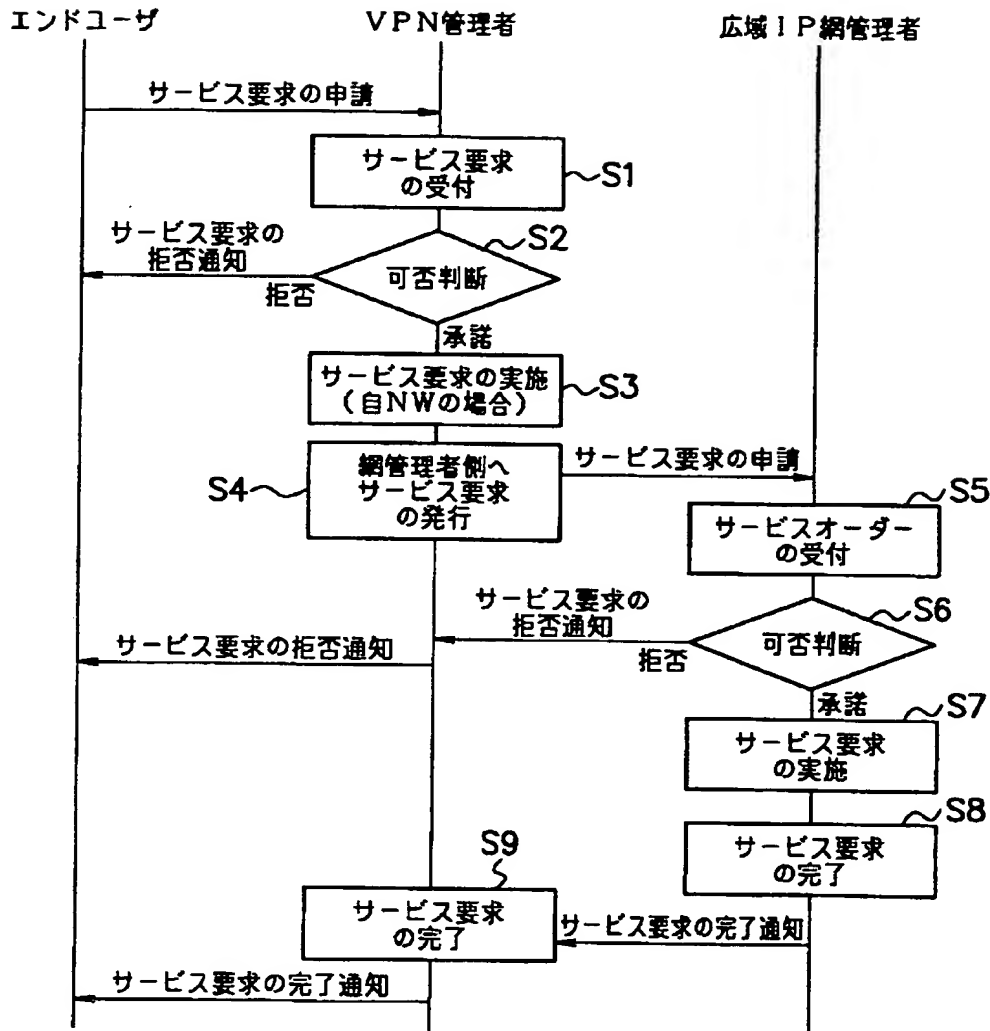 エンドユーザ
ＶＰＮ管理者
広域ＩＰ網管理者
サービス要求の申請
サービス要求
の受付
S1
サービス要求の
拒否通知
S2
可否判断
拒否
承諾
サービス要求の実施
（自ＮＷの場合）
S3
網管理者側へ
サービス要求
の発行
S4
サービス要求の申請
S5
サービスオーダー
の受付
サービス要求の
拒否通知
S6
可否判断
拒否
サービス要求の拒否通知
承諾
S7
サービス要求
の実施
S8
サービス要求
の完了
S9
サービス要求
の完了
サービス要求の完了通知
サービス要求の完了通知